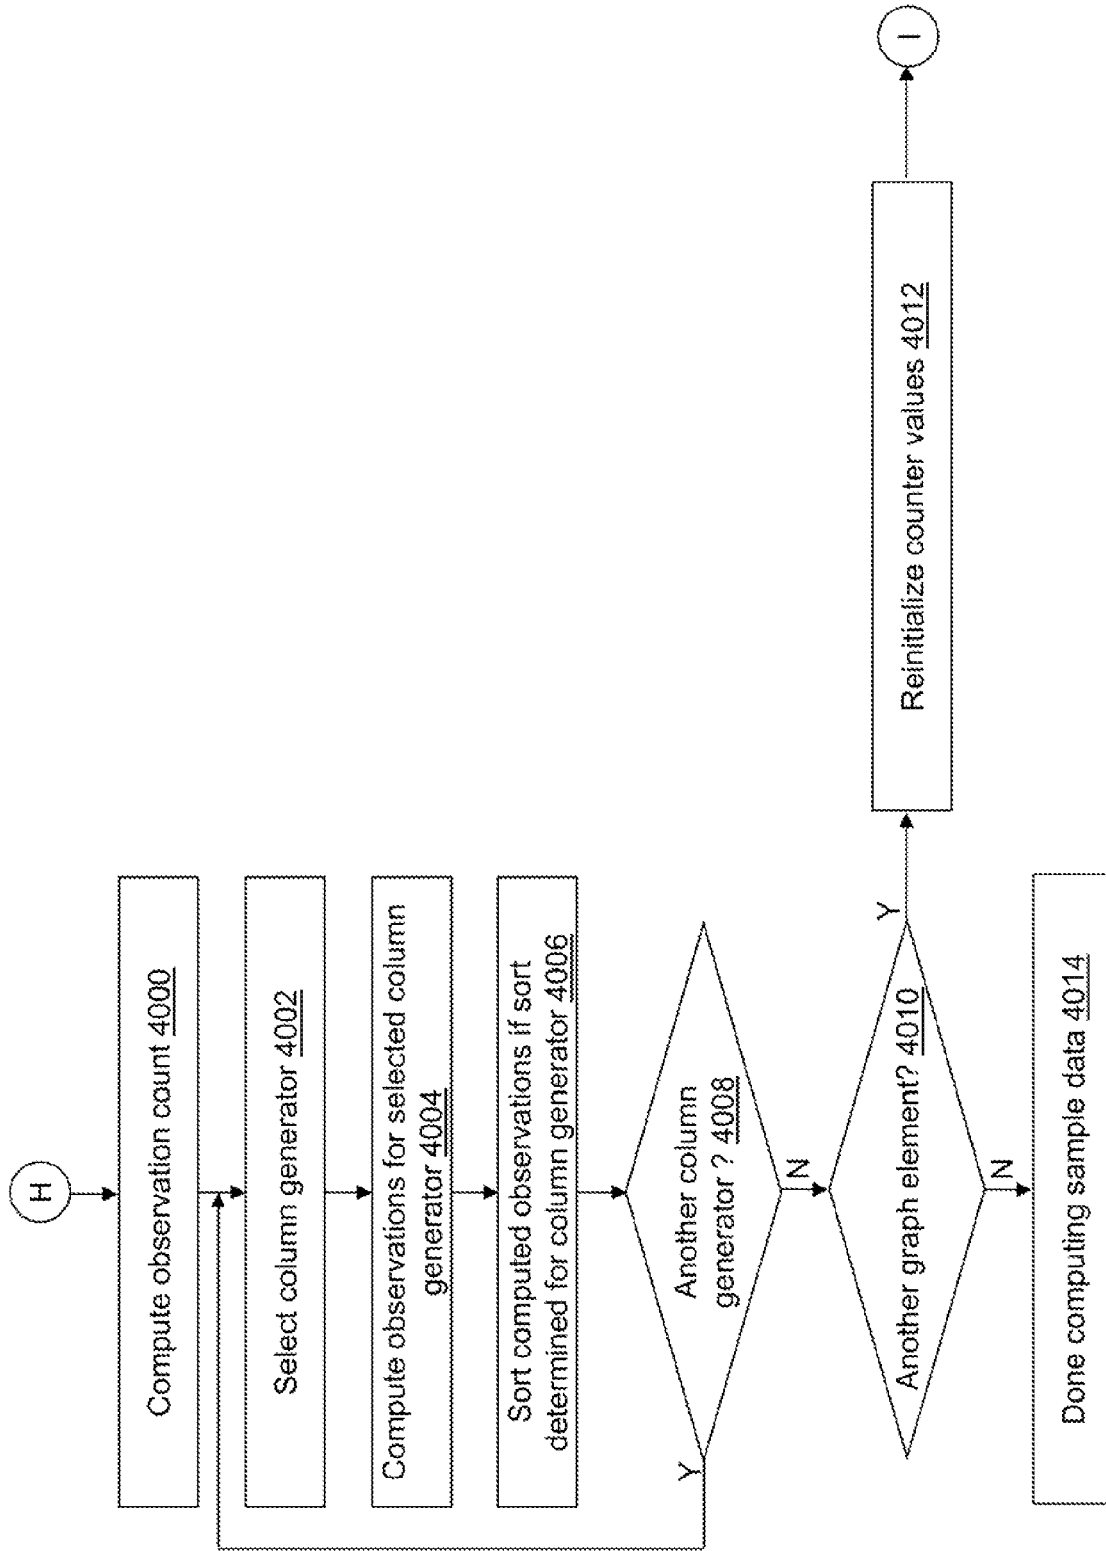 H
Compute observation count 4000
Select column generator 4002
Compute observations for selected column
generator 4004
Sort computed observations if sort
determined for column generator 4006
Another column
generator ? 4008
Y
N
Another graph element? 4010
Y
N
Reinitialize counter values 4012
I
Done computing sample data 4014